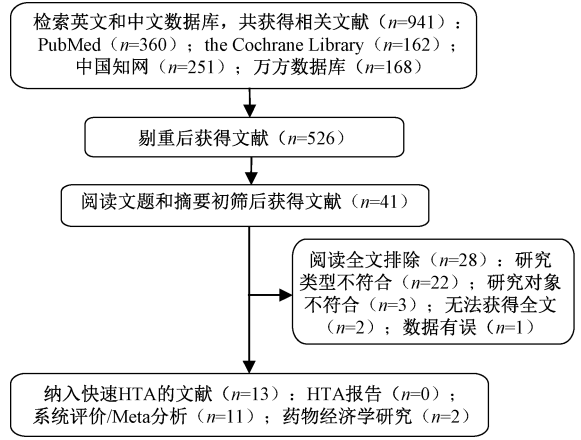 检索英文和中文数据库，共获得相关文献（n=941）：
PubMed（n=360）；the Cochrane Library（n=162）；
中国知网（n=251）；万方数据库（n=168）
剔重后获得文献（n=526）
阅读文题和摘要初筛后获得文献（n=41）
阅读全文排除（n=28）：研究
类型不符合（n=22）；研究对象
不符合（n=3）；无法获得全文
（n=2）；数据有误（n=1）
纳入快速HTA的文献（n=13）：HTA报告（n=0）；
系统评价/Meta分析（n=11）；药物经济学研究（n=2）